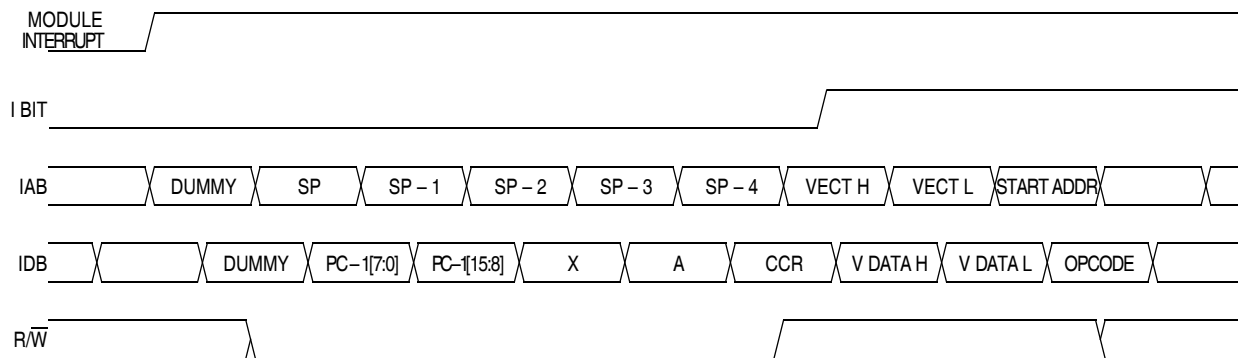 MODULE
INTERRUPT
I BIT
IAB DUMMY SP SP – 1 SP – 2 SP – 3 SP – 4 VECT H VECT L START ADDR
IDB DUMMY PC – 1[7:0] PC–1[15:8] X A CCR V DATA H V DATA L OPCODE
R/W̅